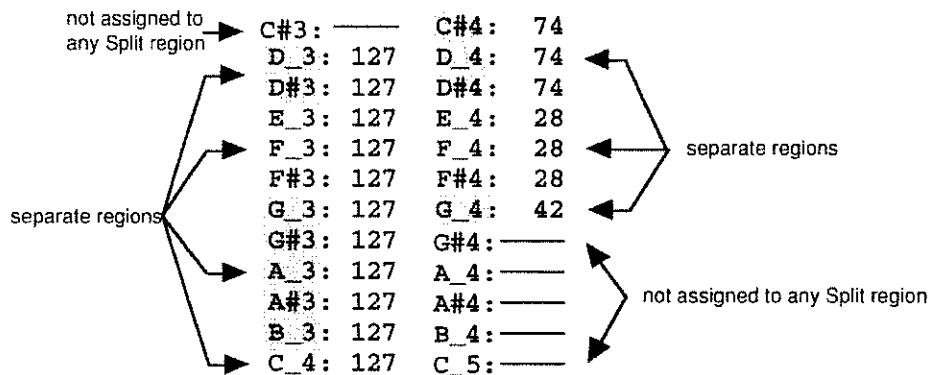 not assigned to
any Split region
C#3: ——— C#4: 74
D_3: 127 D_4: 74
D#3: 127 D#4: 74
E_3: 127 E_4: 28
F_3: 127 F_4: 28
separate regions
F#3: 127 F#4: 28
separate regions
G_3: 127 G_4: 42
G#3: 127 G#4: ———
A_3: 127 A_4: ———
A#3: 127 A#4: ———
not assigned to any Split region
B_3: 127 B_4: ———
C_4: 127 C_5: ———